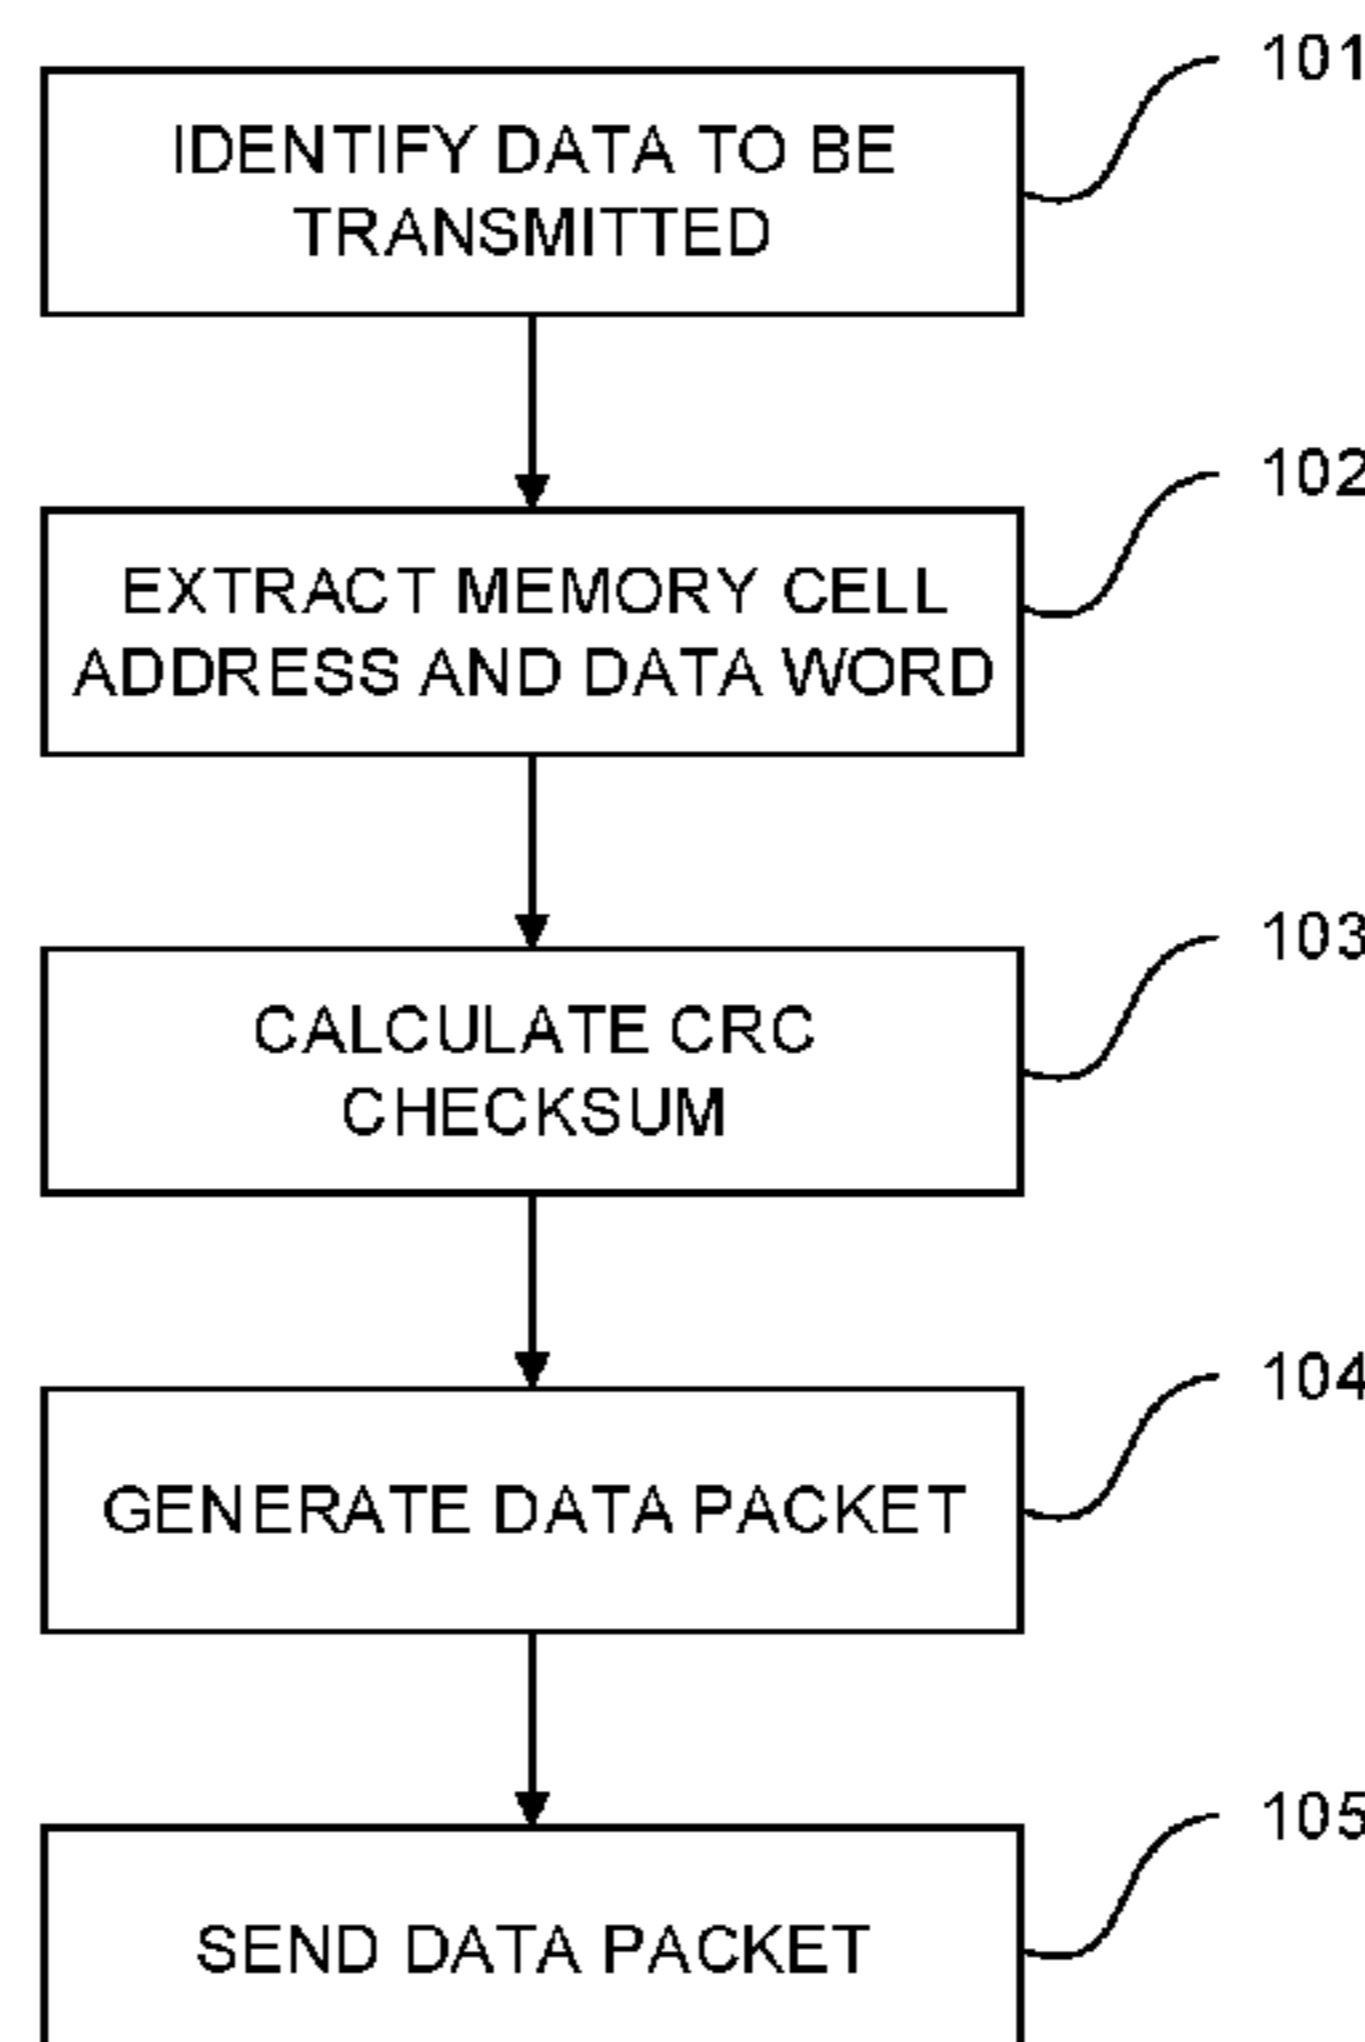 101
IDENTIFY DATA TO BE
TRANSMITTED
102
EXTRACT MEMORY CELL
ADDRESS AND DATA WORD
103
CALCULATE CRC
CHECKSUM
104
GENERATE DATA PACKET
105
SEND DATA PACKET